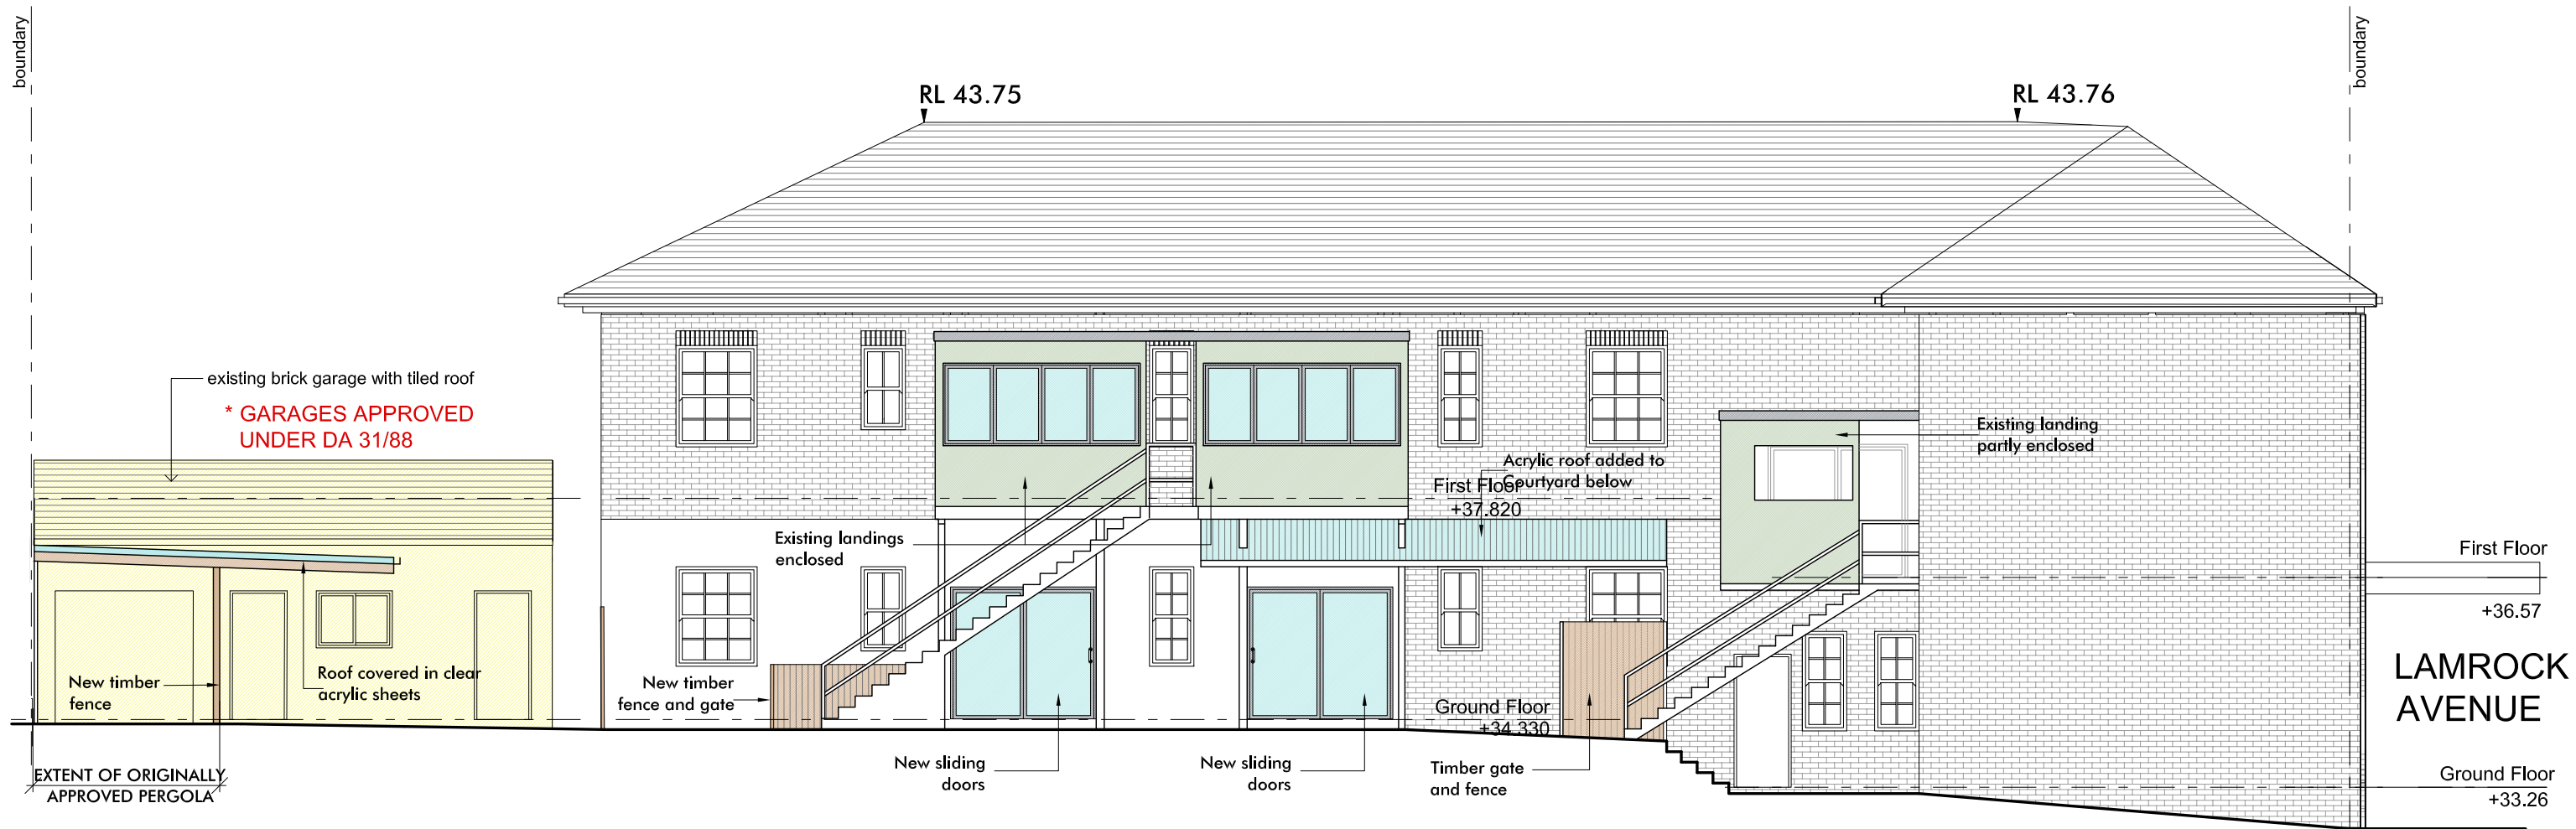 boundary
boundary
RL 43.75
RL 43.76
existing brick garage with tiled roof
* GARAGES APPROVED
UNDER DA 31/88
Existing landing
partly enclosed
Acrylic roof added to
Courtyard below
First Floor
+37.820
Existing landings
enclosed
First Floor
+36.57
New timber
fence
Roof covered in clear
acrylic sheets
New timber
fence and gate
Ground Floor
+34.330
LAMROCK
AVENUE
New sliding
doors
New sliding
doors
Timber gate
and fence
EXTENT OF ORIGINALLY
APPROVED PERGOLA
Ground Floor
+33.26